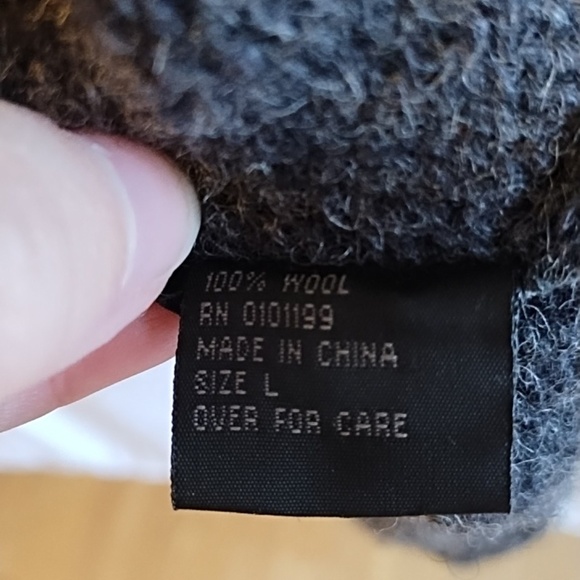 100% WOOL
RN 0101199
MADE IN CHINA
SIZE L
OVER FOR CARE